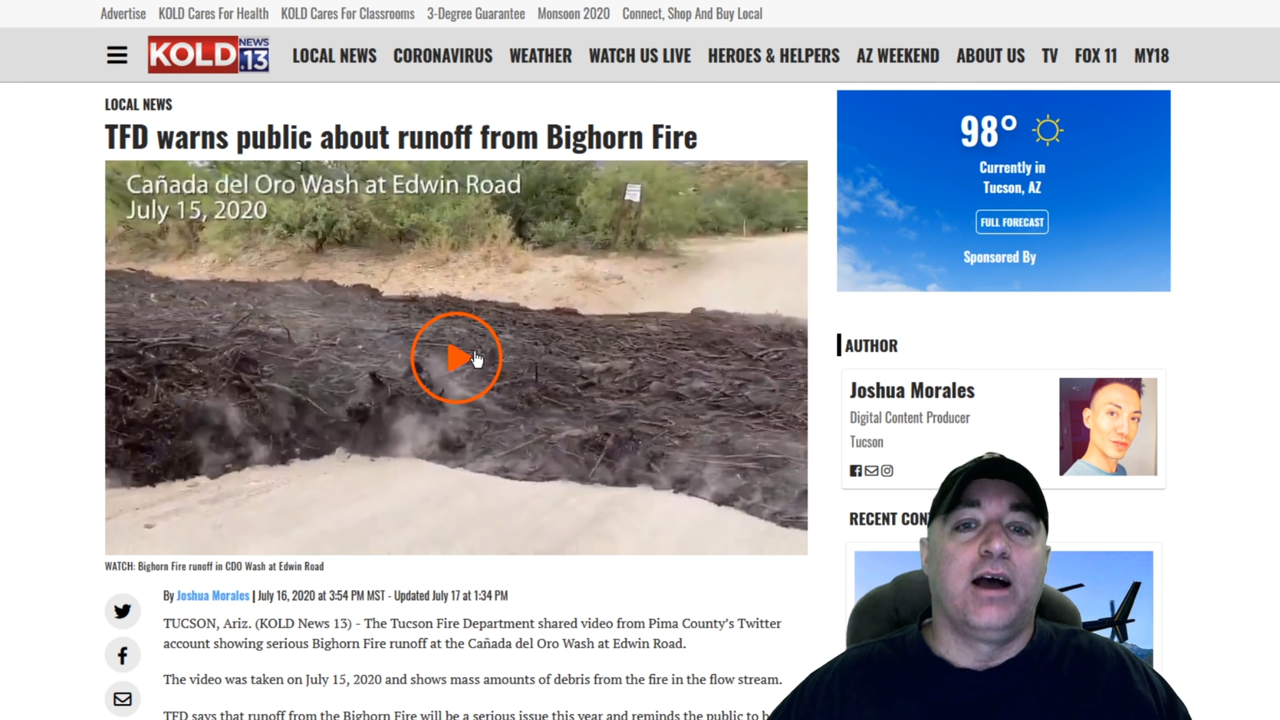 Advertise KOLD Cares For Health KOLD Cares For Classrooms 3-Degree Guarantee Monsoon 2020 Connect, Shop And Buy Local
KOLD NEWS 13 LOCAL NEWS CORONAVIRUS WEATHER WATCH US LIVE HEROES & HELPERS AZ WEEKEND ABOUT US TV FOX 11 MY18
LOCAL NEWS
TFD warns public about runoff from Bighorn Fire
Cañada del Oro Wash at Edwin Road
July 15, 2020
WATCH: Bighorn Fire runoff in CDO Wash at Edwin Road
By Joshua Morales | July 16, 2020 at 3:54 PM MST - Updated July 17 at 1:34 PM
TUCSON, Ariz. (KOLD News 13) - The Tucson Fire Department shared video from Pima County's Twitter
account showing serious Bighorn Fire runoff at the Cañada del Oro Wash at Edwin Road.
The video was taken on July 15, 2020 and shows mass amounts of debris from the fire in the flow stream.
TFD says that runoff from the Bighorn Fire will be a serious issue this year and reminds the public to
98°
Currently in
Tucson, AZ
FULL FORECAST
Sponsored By
AUTHOR
Joshua Morales
Digital Content Producer
Tucson
RECENT